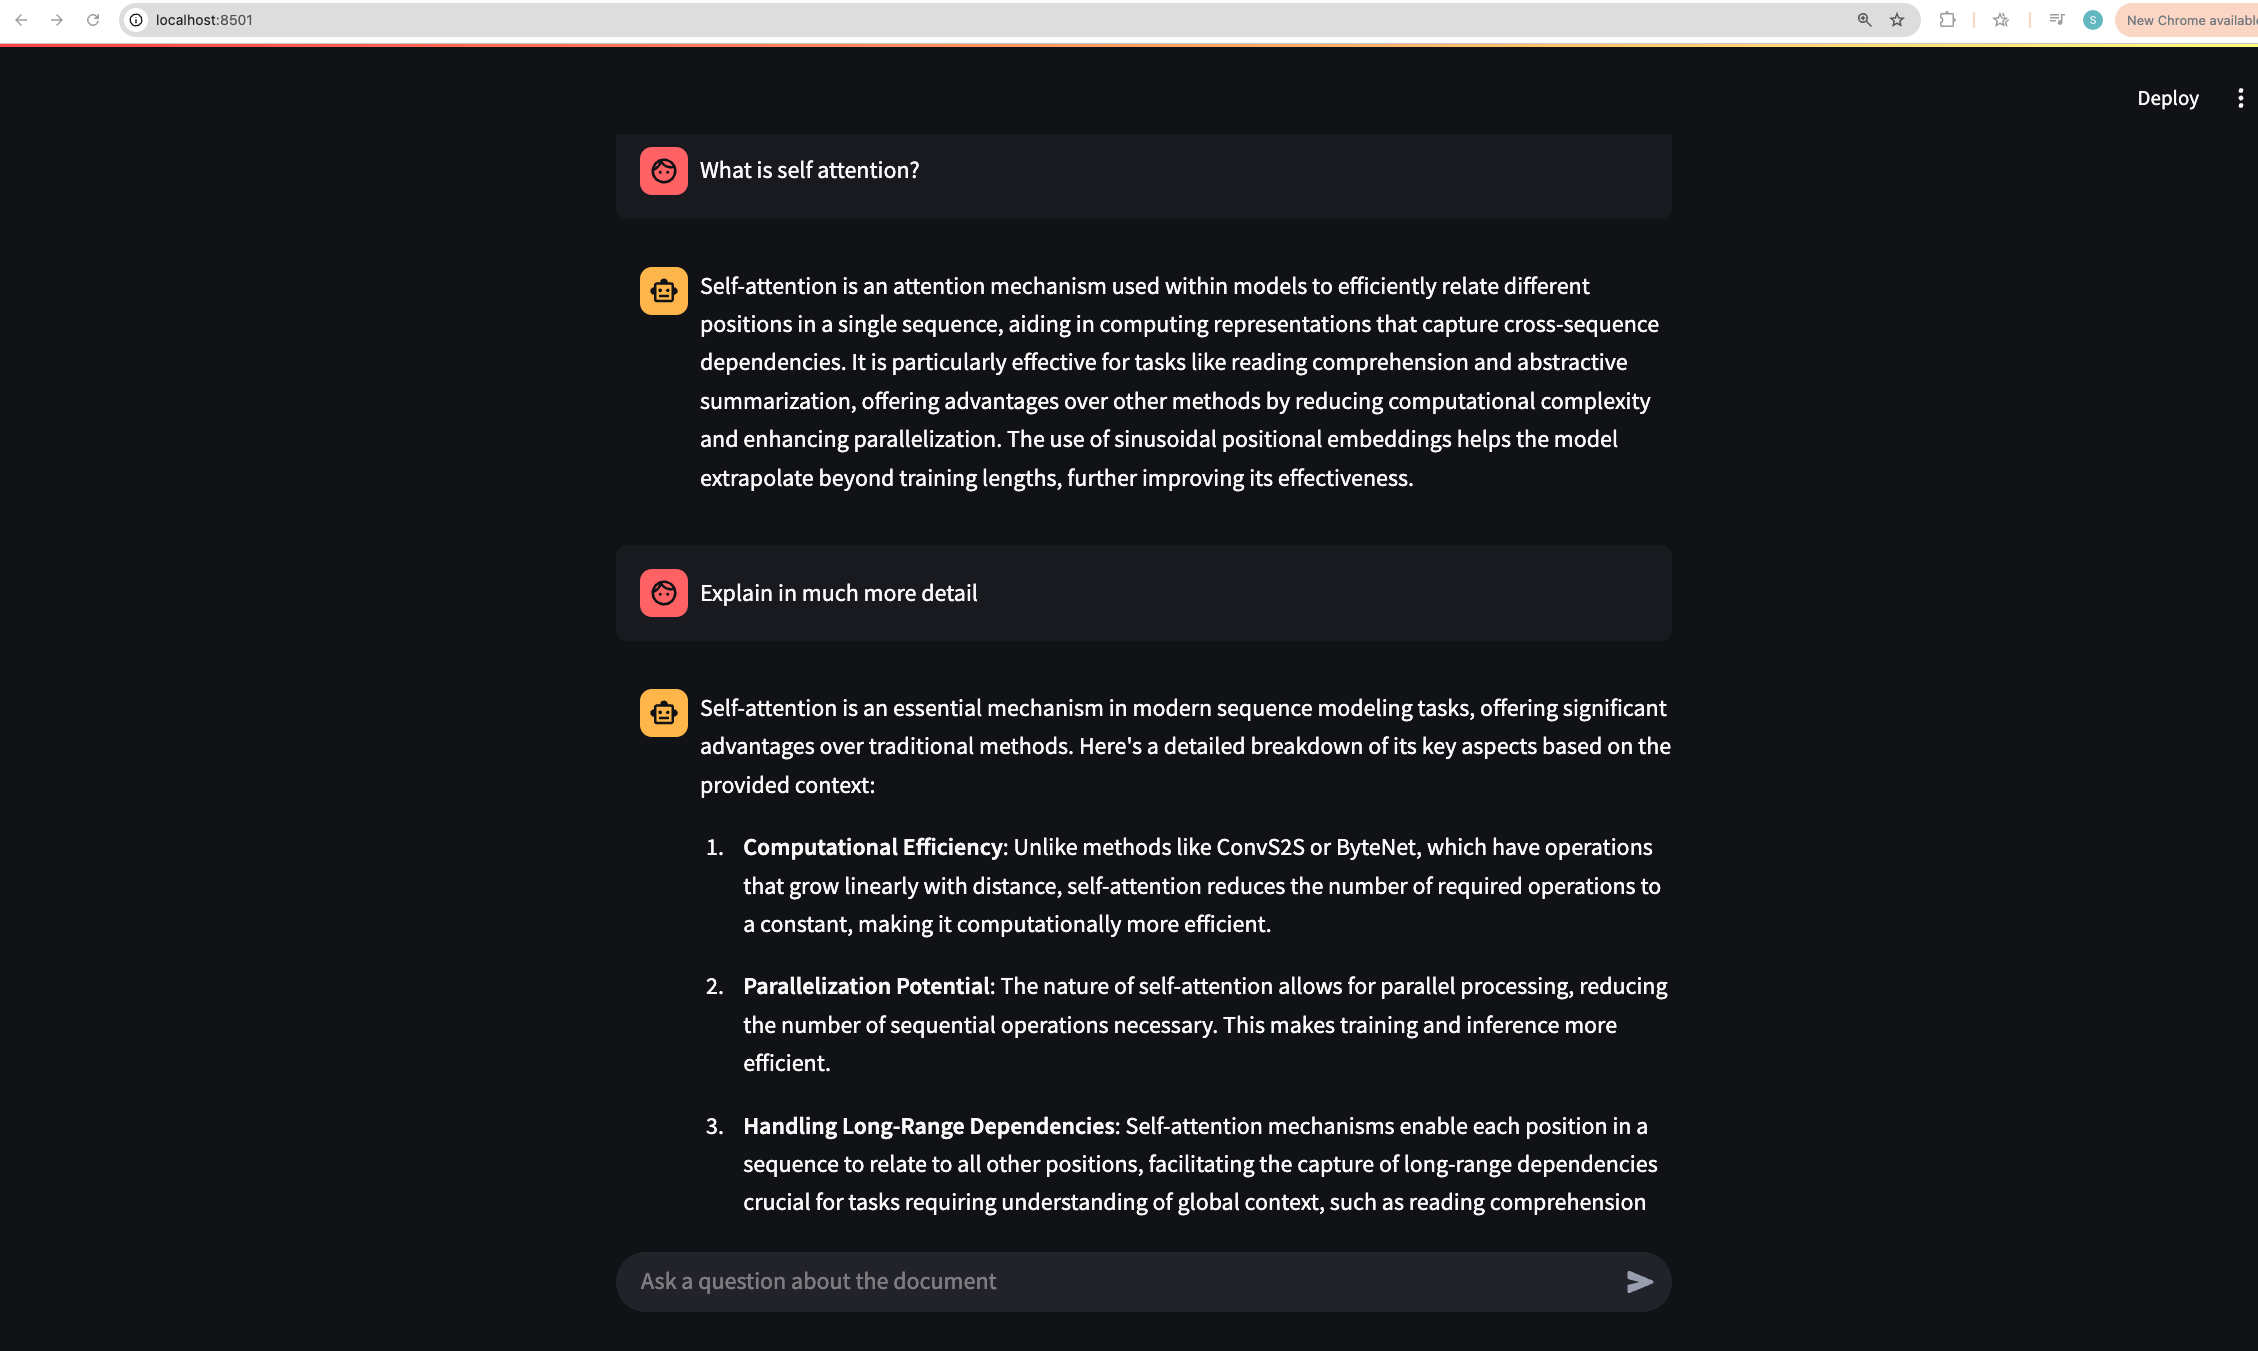 localhost:8501
S
New Chrome available
Deploy
What is self attention?
Self-attention is an attention mechanism used within models to efficiently relate different
positions in a single sequence, aiding in computing representations that capture cross-sequence
dependencies. It is particularly effective for tasks like reading comprehension and abstractive
summarization, offering advantages over other methods by reducing computational complexity
and enhancing parallelization. The use of sinusoidal positional embeddings helps the model
extrapolate beyond training lengths, further improving its effectiveness.
Explain in much more detail
Self-attention is an essential mechanism in modern sequence modeling tasks, offering significant
advantages over traditional methods. Here's a detailed breakdown of its key aspects based on the
provided context:
1. Computational Efficiency: Unlike methods like ConvS2S or ByteNet, which have operations
that grow linearly with distance, self-attention reduces the number of required operations to
a constant, making it computationally more efficient.
2. Parallelization Potential: The nature of self-attention allows for parallel processing, reducing
the number of sequential operations necessary. This makes training and inference more
efficient.
3. Handling Long-Range Dependencies: Self-attention mechanisms enable each position in a
sequence to relate to all other positions, facilitating the capture of long-range dependencies
crucial for tasks requiring understanding of global context, such as reading comprehension
Ask a question about the document